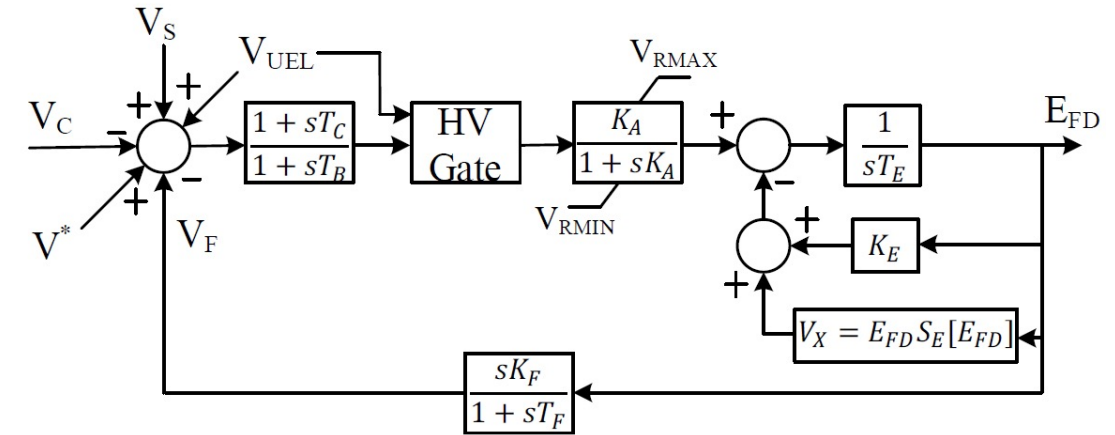 V_S
V_UEL
V_RMAX
+
+
+
V_C
-
1 + sT_C
1 + sT_B
HV
Gate
K_A
1 + sK_A
1
sT_E
E_FD
-
-
+
V*
V_F
V_RMIN
+
K_E
+
V_X = E_FD S_E[E_FD]
sK_F
1 + sT_F